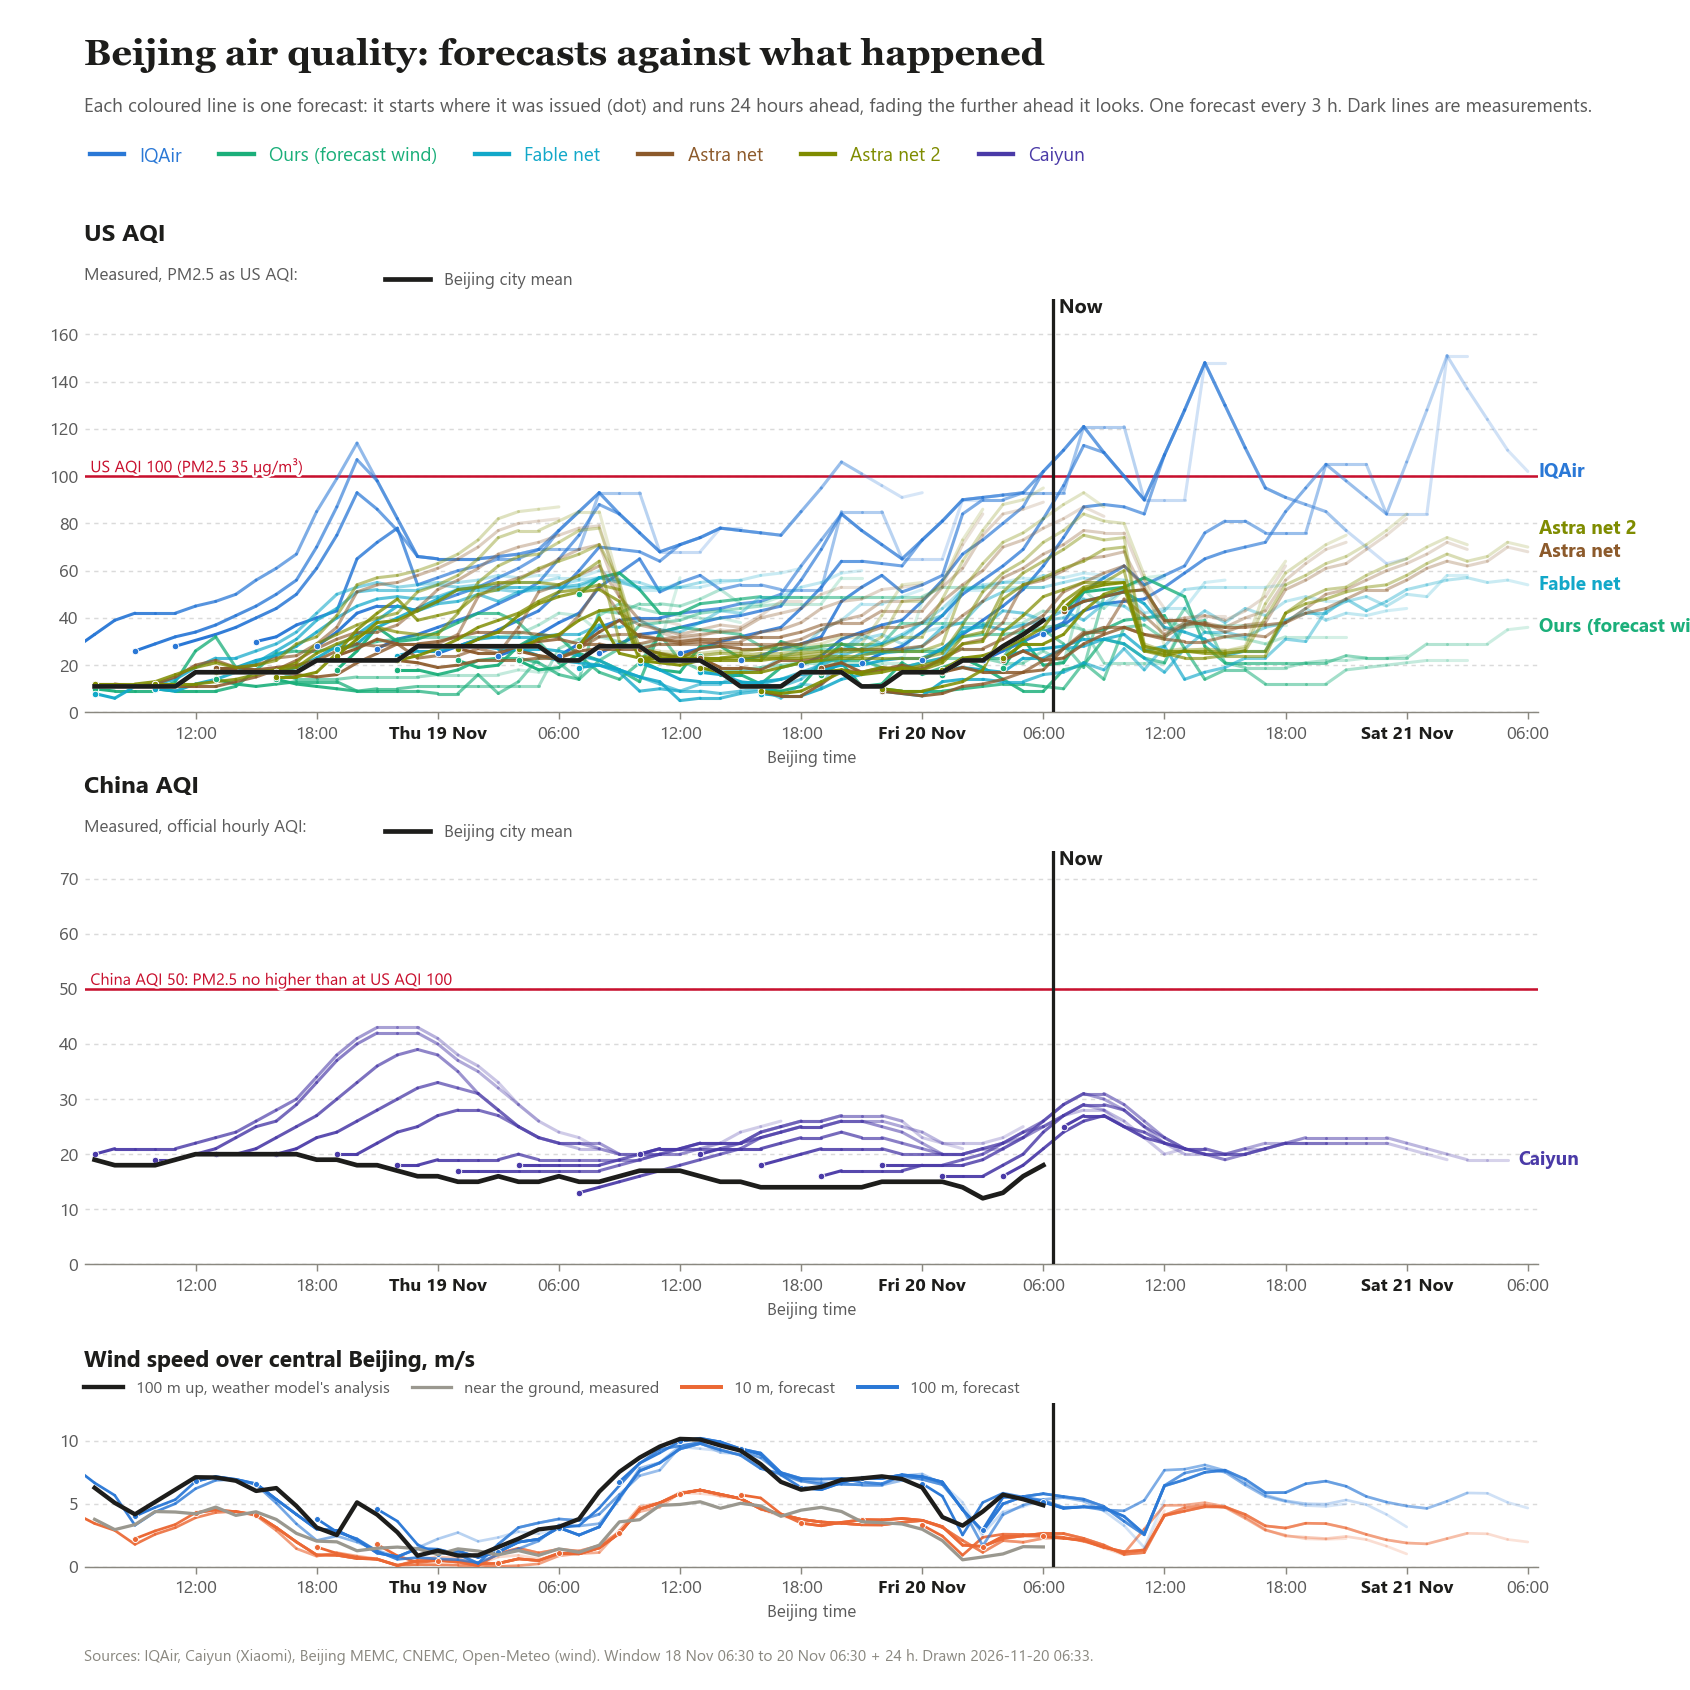 Beijing air quality: forecasts against what happened
Each coloured line is one forecast: it starts where it was issued (dot) and runs 24 hours ahead, fading the further ahead it looks. One forecast every 3 h. Dark lines are measurements.
IQAir Ours (forecast wind) Fable net Astra net Astra net 2 Caiyun
US AQI
Measured, PM2.5 as US AQI: Beijing city mean
Now
160
140
120
US AQI 100 (PM2.5 35 µg/m³)
100
IQAir
80
Astra net 2
Astra net
60
Fable net
40
Ours (forecast wi
20
0
12:00 18:00 Thu 19 Nov 06:00 12:00 18:00 Fri 20 Nov 06:00 12:00 18:00 Sat 21 Nov 06:00
Beijing time
China AQI
Measured, official hourly AQI: Beijing city mean
Now
70
60
China AQI 50: PM2.5 no higher than at US AQI 100
50
40
30
20
Caiyun
10
0
12:00 18:00 Thu 19 Nov 06:00 12:00 18:00 Fri 20 Nov 06:00 12:00 18:00 Sat 21 Nov 06:00
Beijing time
Wind speed over central Beijing, m/s
100 m up, weather model's analysis near the ground, measured 10 m, forecast 100 m, forecast
10
5
0
12:00 18:00 Thu 19 Nov 06:00 12:00 18:00 Fri 20 Nov 06:00 12:00 18:00 Sat 21 Nov 06:00
Beijing time
Sources: IQAir, Caiyun (Xiaomi), Beijing MEMC, CNEMC, Open-Meteo (wind). Window 18 Nov 06:30 to 20 Nov 06:30 + 24 h. Drawn 2026-11-20 06:33.